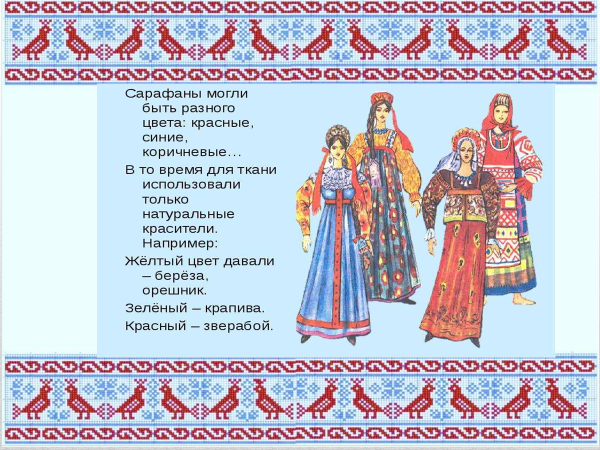 Сарафаны могли
быть разного
цвета: красные,
синие,
коричневые…
В то время для ткани
использовали
только
натуральные
красители.
Например:
Жёлтый цвет давали
– берёза,
орешник.
Зелёный – крапива.
Красный – зверабой.